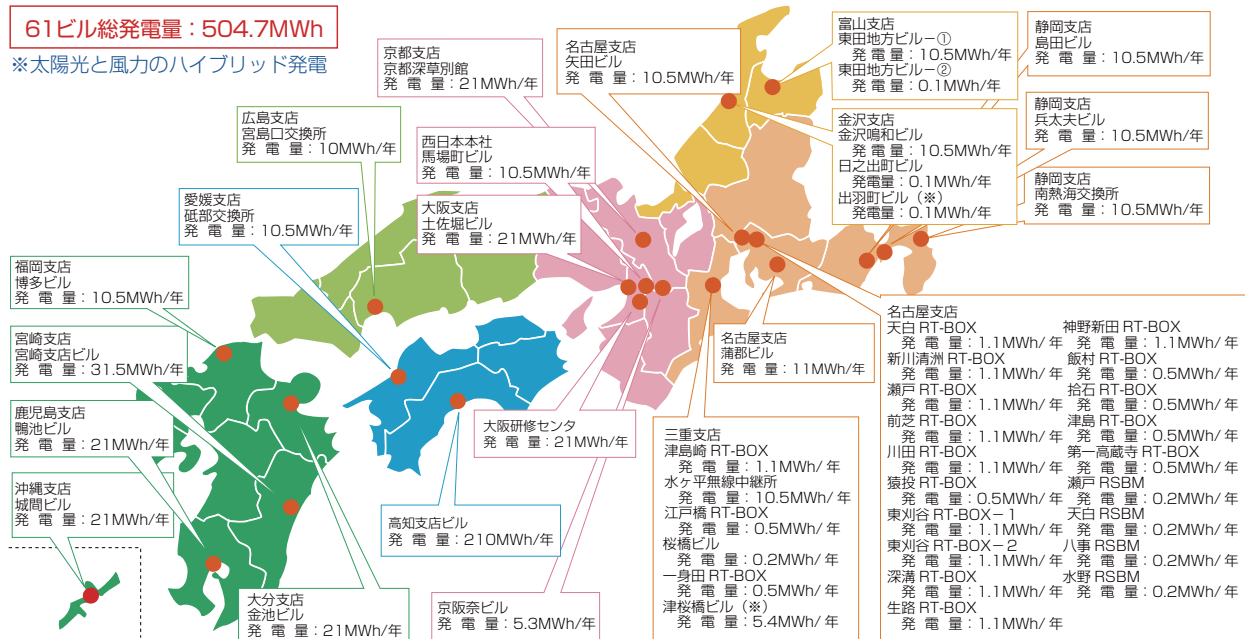 61ビル総発電量：504.7MWh
※太陽光と風力のハイブリッド発電
京都支店
京都深草別館
発電量：21MWh/年
名古屋支店
矢田ビル
発電量：10.5MWh/年
富山支店
東田地方ビルー①
発電量：10.5MWh/年
東田地方ビルー②
発電量：0.1MWh/年
静岡支店
島田ビル
発電量：10.5MWh/年
広島支店
宮島口交換所
発電量：10MWh/年
西日本本社
馬場町ビル
発電量：10.5MWh/年
金沢支店
金沢鳴和ビル
発電量：10.5MWh/年
日之出町ビル
発電量：0.1MWh/年
出羽町ビル（※）
発電量：0.1MWh/年
静岡支店
兵太夫ビル
発電量：10.5MWh/年
静岡支店
南熱海交換所
発電量：10.5MWh/年
愛媛支店
砥部交換所
発電量：10.5MWh/年
大阪支店
土佐堀ビル
発電量：21MWh/年
福岡支店
博多ビル
発電量：10.5MWh/年
宮崎支店
宮崎支店ビル
発電量：31.5MWh/年
鹿児島支店
鴨池ビル
発電量：21MWh/年
沖縄支店
城間ビル
発電量：21MWh/年
大分支店
金池ビル
発電量：21MWh/年
高知支店ビル
発電量：210MWh/年
大阪研修センタ
発電量：21MWh/年
京阪奈ビル
発電量：5.3MWh/年
名古屋支店
蒲郡ビル
発電量：11MWh/年
三重支店
津島崎 RT-BOX
発電量：1.1MWh/年
水ヶ平無線中継所
発電量：10.5MWh/年
江戸橋 RT-BOX
発電量：0.5MWh/年
桜橋ビル
発電量：0.2MWh/年
一身田 RT-BOX
発電量：0.5MWh/年
津桜橋ビル（※）
発電量：5.4MWh/年
名古屋支店
天白 RT-BOX
発電量：1.1MWh/年
新川清洲 RT-BOX
発電量：1.1MWh/年
瀬戸 RT-BOX
発電量：1.1MWh/年
前芝 RT-BOX
発電量：1.1MWh/年
川田 RT-BOX
発電量：1.1MWh/年
猿投 RT-BOX
発電量：0.5MWh/年
東刈谷 RT-BOX－1
発電量：1.1MWh/年
東刈谷 RT-BOX－2
発電量：1.1MWh/年
深溝 RT-BOX
発電量：1.1MWh/年
生路 RT-BOX
発電量：1.1MWh/年
神野新田 RT-BOX
発電量：1.1MWh/年
飯村 RT-BOX
発電量：0.5MWh/年
拾石 RT-BOX
発電量：0.5MWh/年
津島 RT-BOX
発電量：0.5MWh/年
第一高蔵寺 RT-BOX
発電量：0.5MWh/年
瀬戸 RSBM
発電量：0.2MWh/年
天白 RSBM
発電量：0.2MWh/年
八事 RSBM
発電量：0.2MWh/年
水野 RSBM
発電量：0.2MWh/年